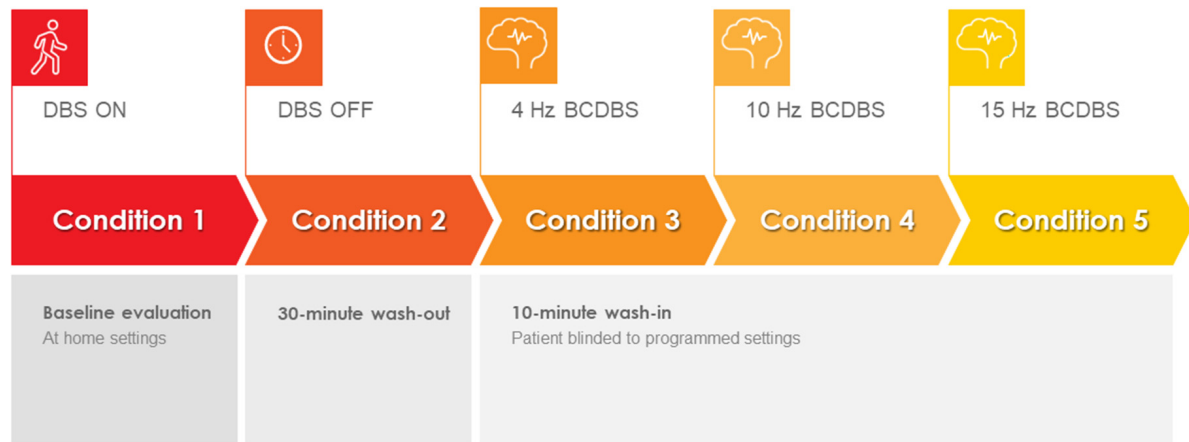 DBS ON
DBS OFF
4 Hz BCDBS
10 Hz BCDBS
15 Hz BCDBS
Condition 1
Condition 2
Condition 3
Condition 4
Condition 5
Baseline evaluation
At home settings
30-minute wash-out
10-minute wash-in
Patient blinded to programmed settings